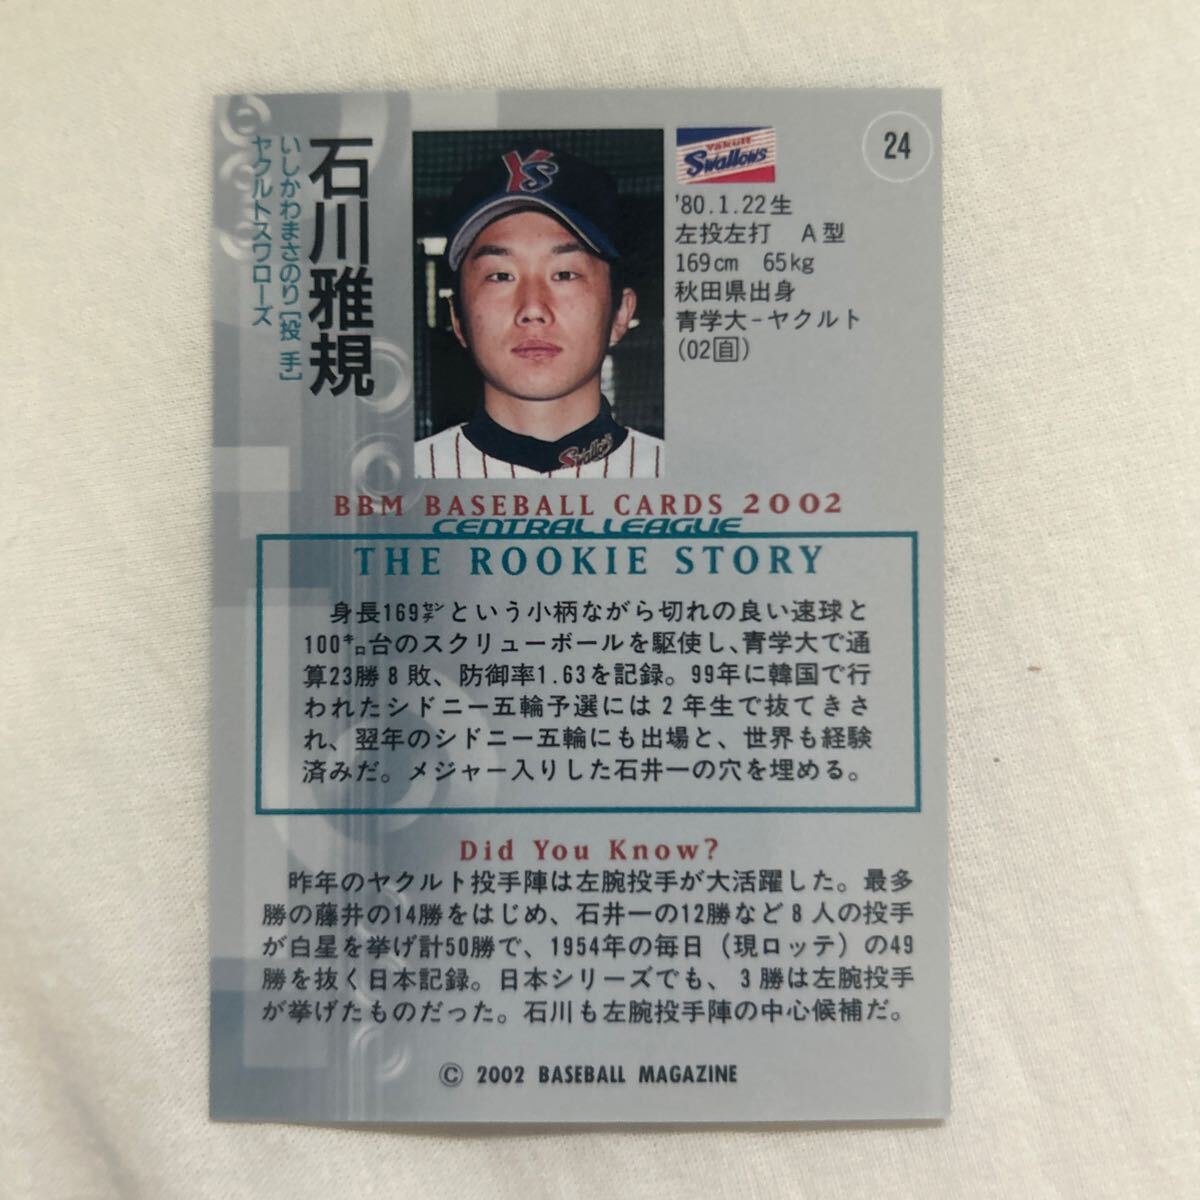 24
石川雅規
いしかわまさのり[投 手]
ヤクルトスワローズ
YS
Yakult
Swallows
'80.1.22生
左投左打 A型
169cm 65kg
秋田県出身
青学大－ヤクルト
(02自)
Swallows
BBM BASEBALL CARDS 2002
CENTRAL LEAGUE
THE ROOKIE STORY
身長169センチという小柄ながら切れの良い速球と
100キロ台のスクリューボールを駆使し、青学大で通
算23勝8敗、防御率1.63を記録。99年に韓国で行
われたシドニー五輪予選には2年生で抜てきさ
れ、翌年のシドニー五輪にも出場と、世界も経験
済みだ。メジャー入りした石井一の穴を埋める。
Did You Know?
昨年のヤクルト投手陣は左腕投手が大活躍した。最多
勝の藤井の14勝をはじめ、石井一の12勝など8人の投手
が白星を挙げ計50勝で、1954年の毎日（現ロッテ）の49
勝を抜く日本記録。日本シリーズでも、3勝は左腕投手
が挙げたものだった。石川も左腕投手陣の中心候補だ。
© 2002 BASEBALL MAGAZINE